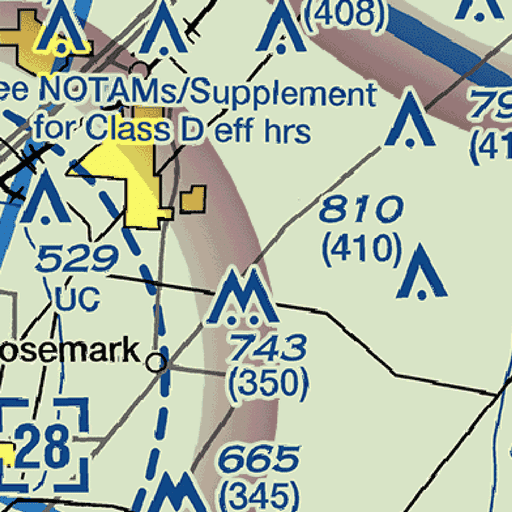 (408)
ee NOTAMs/Supplement
for Class D eff hrs
79
(41
810
(410)
529
UC
743
(350)
osemark
28
665
(345)